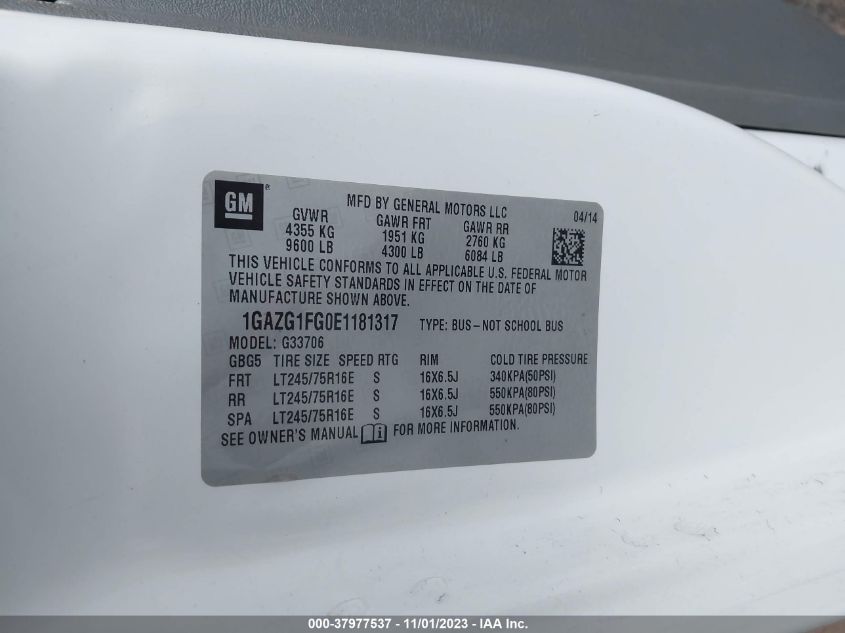 GM ®
MFD BY GENERAL MOTORS LLC 04/14
GVWR GAWR FRT GAWR RR
4355 KG 1951 KG 2760 KG
9600 LB 4300 LB 6084 LB
THIS VEHICLE CONFORMS TO ALL APPLICABLE U.S. FEDERAL MOTOR
VEHICLE SAFETY STANDARDS IN EFFECT ON THE DATE OF
MANUFACTURE SHOWN ABOVE.
1GAZG1FG0E1181317 TYPE: BUS-NOT SCHOOL BUS
MODEL: G33706
GBG5 TIRE SIZE SPEED RTG RIM COLD TIRE PRESSURE
FRT LT245/75R16E S 16X6.5J 340KPA(50PSI)
RR LT245/75R16E S 16X6.5J 550KPA(80PSI)
SPA LT245/75R16E S 16X6.5J 550KPA(80PSI)
SEE OWNER'S MANUAL i FOR MORE INFORMATION.
000-37977537 - 11/01/2023 - IAA Inc.